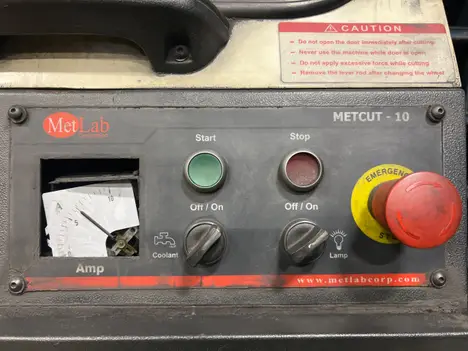 CAUTION
– Do not open the door immediately after cutting
– Never use the machine while door is open
– Do not apply excessive force while cutting
– Remove the lever rod after changing the wheel
MetLab
METCUT - 10
Start
Stop
EMERGENCY
Off / On
Off / On
Coolant
Lamp
Amp
www.metlabcorp.com